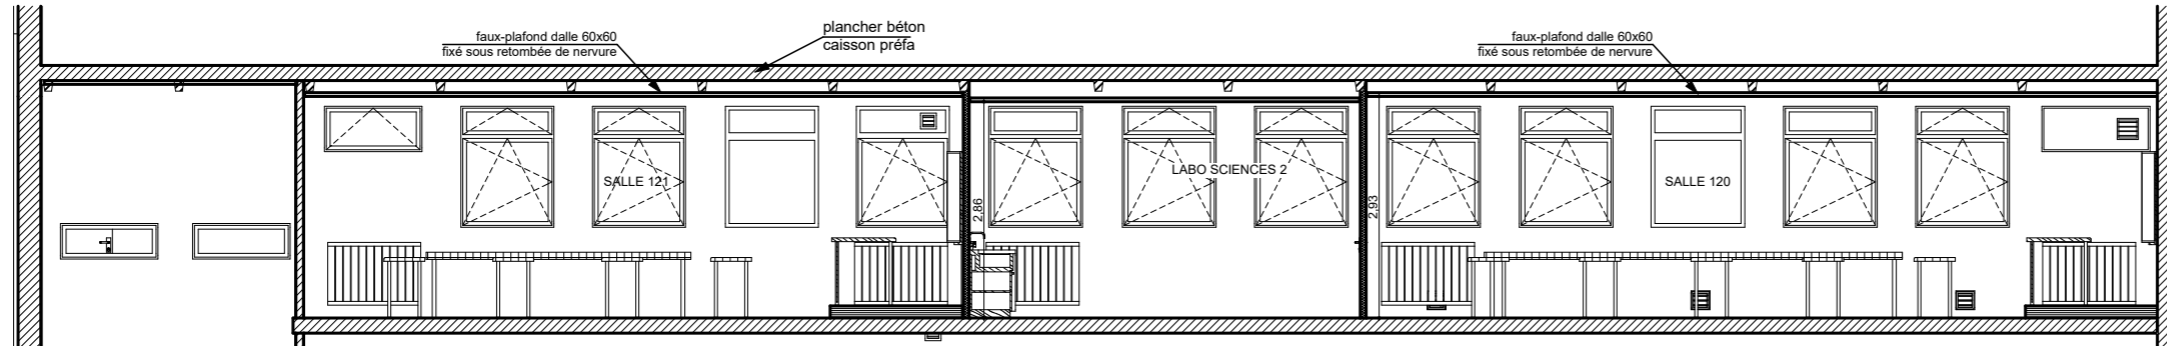 plancher béton
caisson préfa
faux-plafond dalle 60x60
fixé sous retombée de nervure
faux-plafond dalle 60x60
fixé sous retombée de nervure
SALLE 121
LABO SCIENCES 2
SALLE 120
2,86
2,93